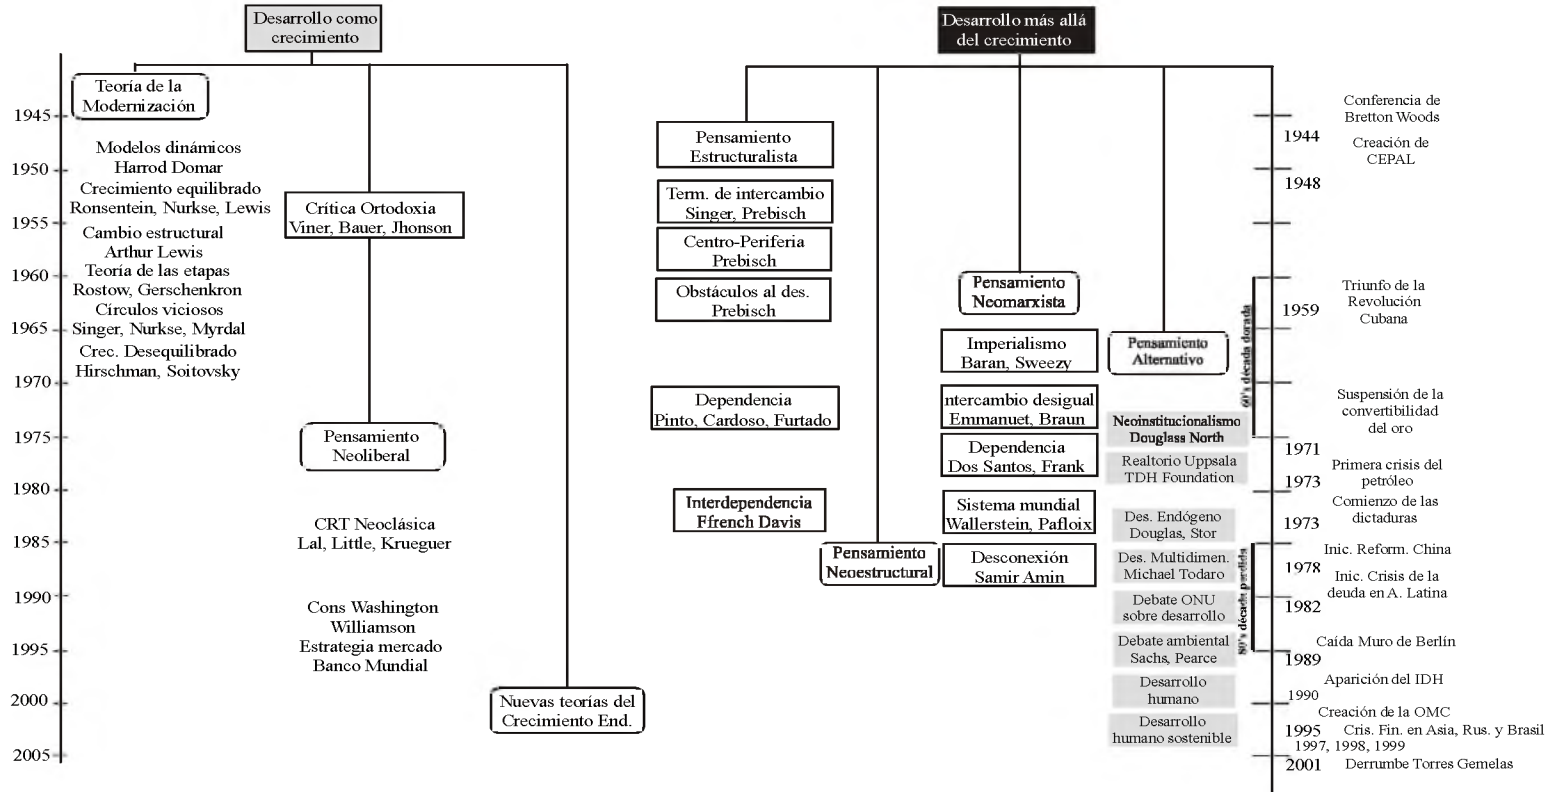 Desarrollo como
crecimiento
Teoría de la
Modernización
1945
1950
1955
1960
1965
1970
1975
1980
1985
1990
1995
2000
2005
Modelos dinámicos
Harrod Domar
Crecimiento equilibrado
Ronsentein, Nurkse, Lewis
Cambio estructural
Arthur Lewis
Teoría de las etapas
Rostow, Gerschenkron
Círculos viciosos
Singer, Nurkse, Myrdal
Crec. Desequilibrado
Hirschman, Soitovsky
Crítica Ortodoxia
Viner, Bauer, Jhonson
Pensamiento
Neoliberal
CRT Neoclásica
Lal, Little, Krueguer
Cons Washington
Williamson
Estrategia mercado
Banco Mundial
Nuevas teorías del
Crecimiento End.
Desarrollo más allá
del crecimiento
Pensamiento
Estructuralista
Term. de intercambio
Singer, Prebisch
Centro-Periferia
Prebisch
Obstáculos al des.
Prebisch
Dependencia
Pinto, Cardoso, Furtado
Interdependencia
Ffrench Davis
Pensamiento
Neoestructural
Pensamiento
Neomarxista
Imperialismo
Baran, Sweezy
ntercambio desigual
Emmanuet, Braun
Dependencia
Dos Santos, Frank
Sistema mundial
Wallerstein, Pafloix
Desconexión
Samir Amin
Pensamiento
Alternativo
Neoinstitucionalismo
Douglass North
Realtorio Uppsala
TDH Foundation
Des. Endógeno
Douglas, Stor
Des. Multidimen.
Michael Todaro
Debate ONU
sobre desarrollo
Debate ambiental
Sachs, Pearce
Desarrollo
humano
Desarrollo
humano sostenible
60's década dorada
80's década perdida
Conferencia de
Bretton Woods
1944
Creación de
CEPAL
1948
Triunfo de la
Revolución
Cubana
1959
Suspensión de la
convertibilidad
del oro
1971
Primera crisis del
petróleo
1973
Comienzo de las
dictaduras
1973
Inic. Reform. China
1978
Inic. Crisis de la
deuda en A. Latina
1982
Caída Muro de Berlín
1989
Aparición del IDH
1990
Creación de la OMC
1995
Cris. Fin. en Asia, Rus. y Brasil
1997, 1998, 1999
2001
Derrumbe Torres Gemelas